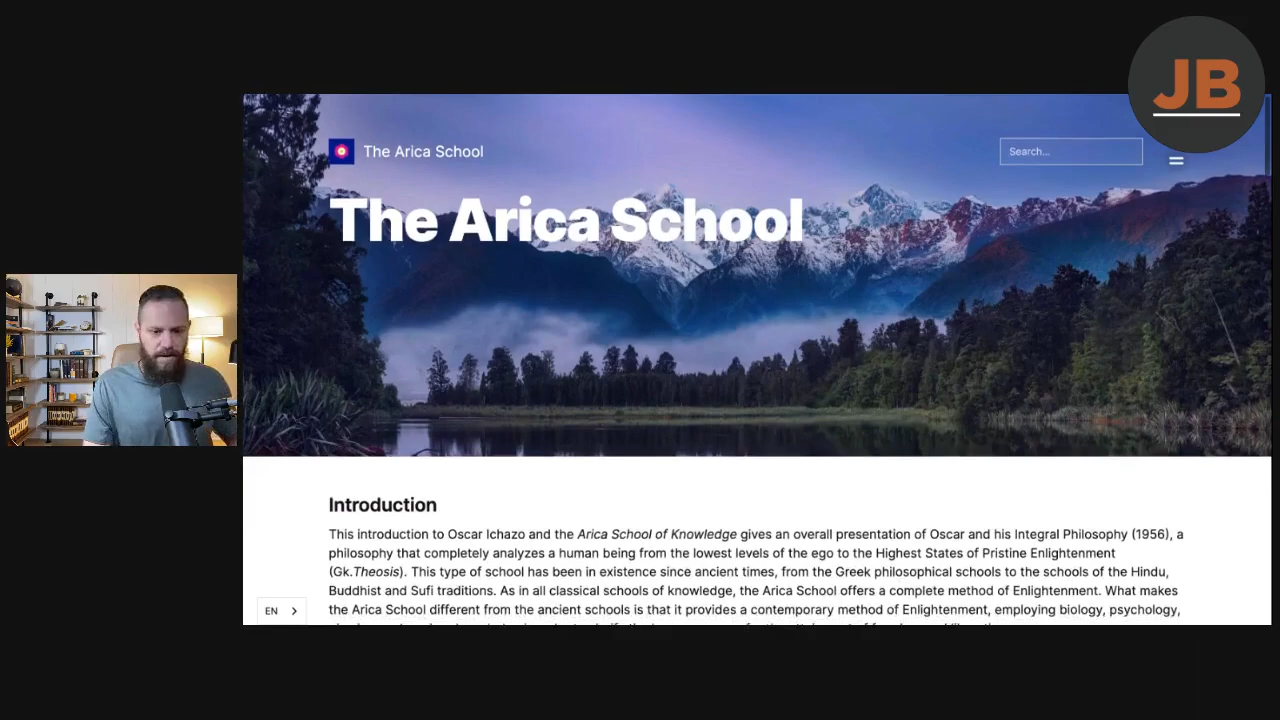 JB
The Arica School
Search...
The Arica School
Introduction
This introduction to Oscar Ichazo and the Arica School of Knowledge gives an overall presentation of Oscar and his Integral Philosophy (1956), a
philosophy that completely analyzes a human being from the lowest levels of the ego to the Highest States of Pristine Enlightenment
(Gk.Theosis). This type of school has been in existence since ancient times, from the Greek philosophical schools to the schools of the Hindu,
Buddhist and Sufi traditions. As in all classical schools of knowledge, the Arica School offers a complete method of Enlightenment. What makes
the Arica School different from the ancient schools is that it provides a contemporary method of Enlightenment, employing biology, psychology,
EN